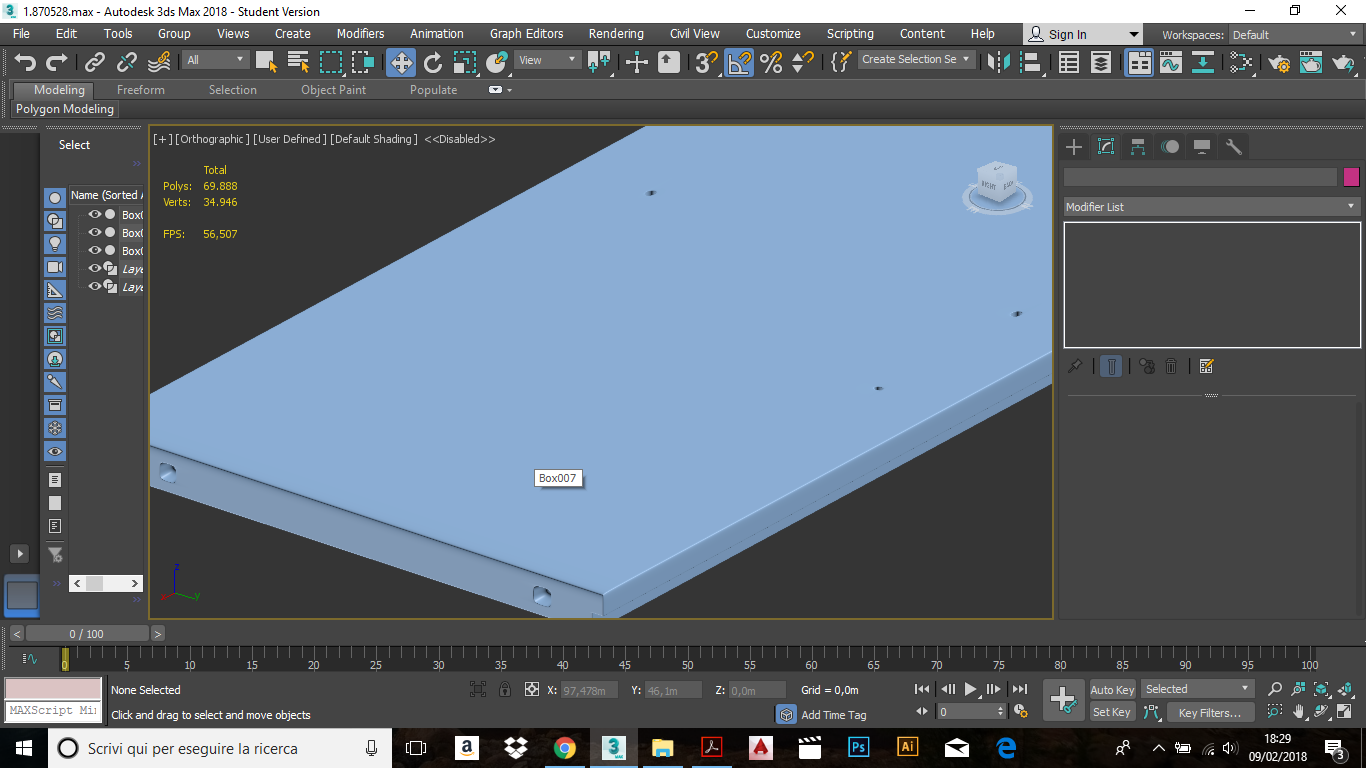 1.870528.max - Autodesk 3ds Max 2018 - Student Version
File Edit Tools Group Views Create Modifiers Animation Graph Editors Rendering Civil View Customize Scripting Content Help Sign In Workspaces: Default
All View Create Selection Se
Modeling Freeform Selection Object Paint Populate
Polygon Modeling
Select
Name (Sorted A
Box0
Box0
Box0
Laye
Laye
[+] [Orthographic] [User Defined] [Default Shading] <<Disabled>>
Total
Polys: 69.888
Verts: 34.946
FPS: 56,507
Box007
Z
Y
Modifier List
0 / 100
0 5 10 15 20 25 30 35 40 45 50 55 60 65 70 75 80 85 90 95 100
None Selected X: 97,478m Y: 46,1m Z: 0,0m Grid = 0,0m
Auto Key Selected
MAXScript Min
Click and drag to select and move objects
Add Time Tag
0
Set Key Key Filters...
Scrivi qui per eseguire la ricerca
18:29
09/02/2018
3